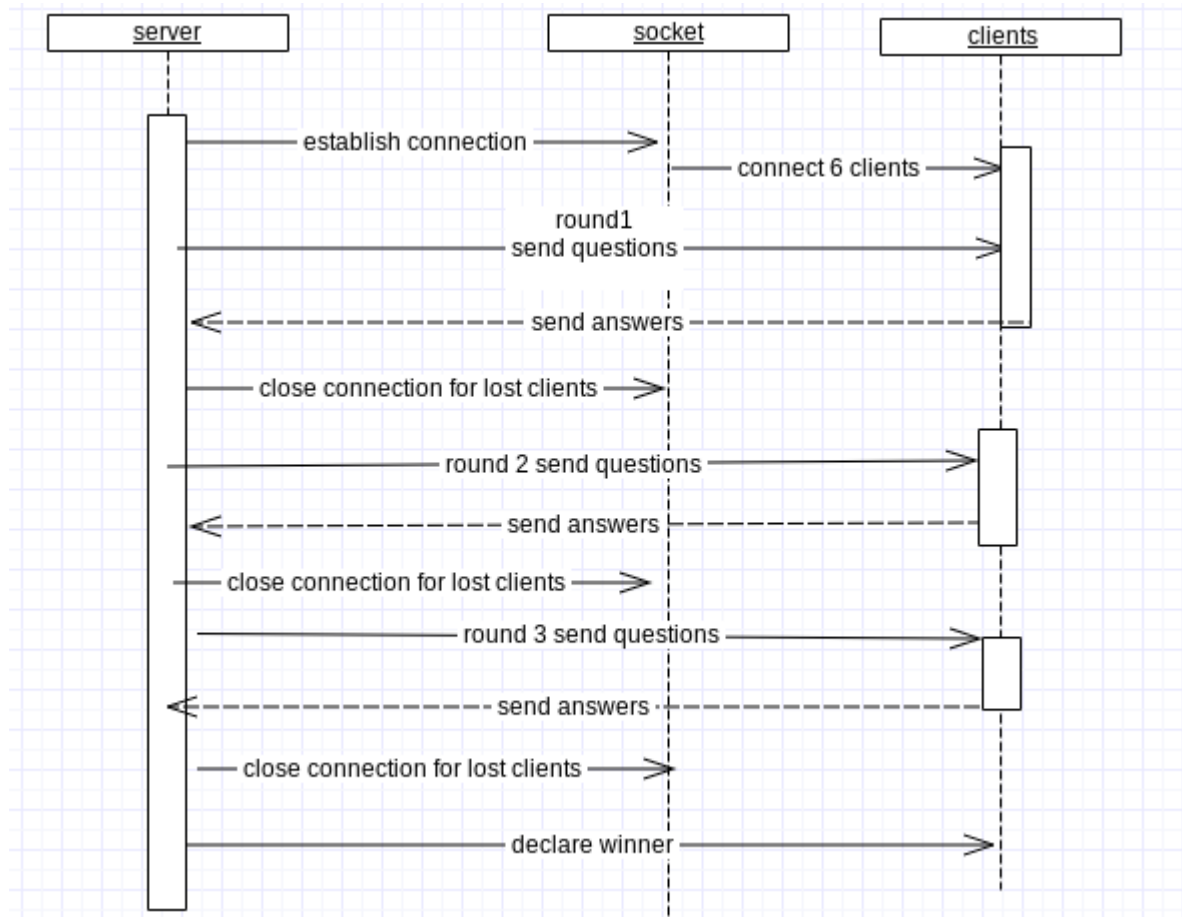 server
socket
clients
establish connection
connect 6 clients
round1
send questions
send answers
close connection for lost clients
round 2 send questions
send answers
close connection for lost clients
round 3 send questions
send answers
close connection for lost clients
declare winner